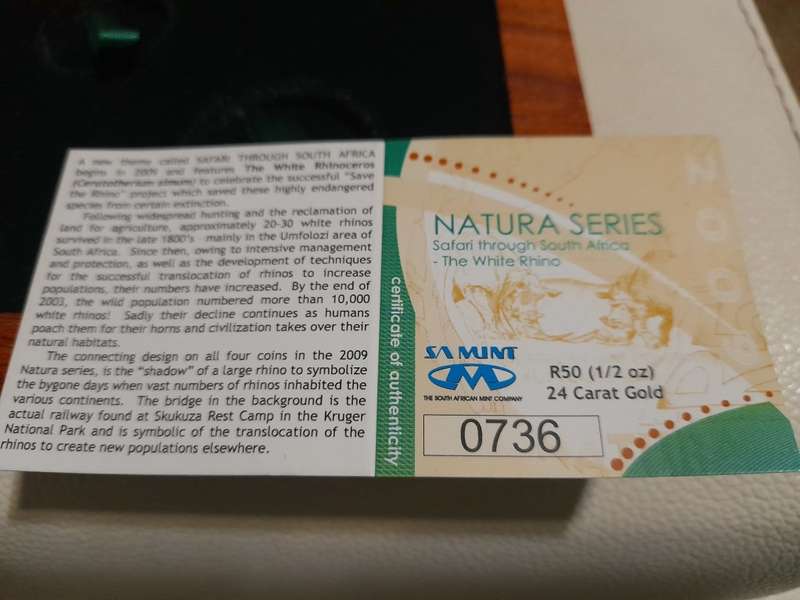 A new theme called SAFARI THROUGH SOUTH AFRICA
begins in 2009 and features The White Rhinoceros
(Ceratotherium simum) to celebrate the successful "Save
the Rhino" project which saved these highly endangered
species from certain extinction.
Following widespread hunting and the reclamation of
land for agriculture, approximately 20-30 white rhinos
survived in the late 1800's mainly in the Umfolozi area of
South Africa. Since then, owing to intensive management
and protection, as well as the development of techniques
for the successful translocation of rhinos to increase
populations, their numbers have increased. By the end of
2003, the wild population numbered more than 10,000
white rhinos! Sadly their decline continues as humans
poach them for their horns and civilization takes over their
natural habitats.
The connecting design on all four coins in the 2009
Natura series, is the "shadow" of a large rhino to symbolize
the bygone days when vast numbers of rhinos inhabited the
various continents. The bridge in the background is the
actual railway found at Skukuza Rest Camp in the Kruger
National Park and is symbolic of the translocation of the
rhinos to create new populations elsewhere.
certificate of authenticity
NATURA SERIES
Safari through South Africa
- The White Rhino
SA MINT
THE SOUTH AFRICAN MINT COMPANY
R50 (1/2 oz)
24 Carat Gold
0736